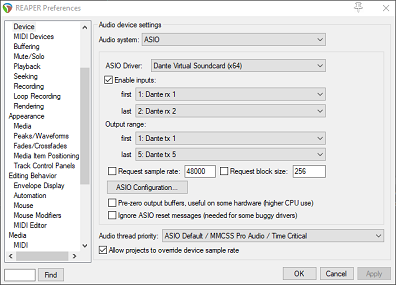 REAPER Preferences
Device
MIDI Devices
Buffering
Mute/Solo
Playback
Seeking
Recording
Loop Recording
Rendering
Appearance
Media
Peaks/Waveforms
Fades/Crossfades
Media Item Positioning
Track Control Panels
Editing Behavior
Envelope Display
Automation
Mouse
Mouse Modifiers
MIDI Editor
Media
MIDI
Find
Audio device settings
Audio system: ASIO
ASIO Driver: Dante Virtual Soundcard (x64)
Enable inputs:
first 1: Dante rx 1
last 2: Dante rx 2
Output range:
first 1: Dante tx 1
last 5: Dante tx 5
Request sample rate: 48000 Request block size: 256
ASIO Configuration...
Pre-zero output buffers, useful on some hardware (higher CPU use)
Ignore ASIO reset messages (needed for some buggy drivers)
Audio thread priority: ASIO Default / MMCSS Pro Audio / Time Critical
Allow projects to override device sample rate
OK Cancel Apply